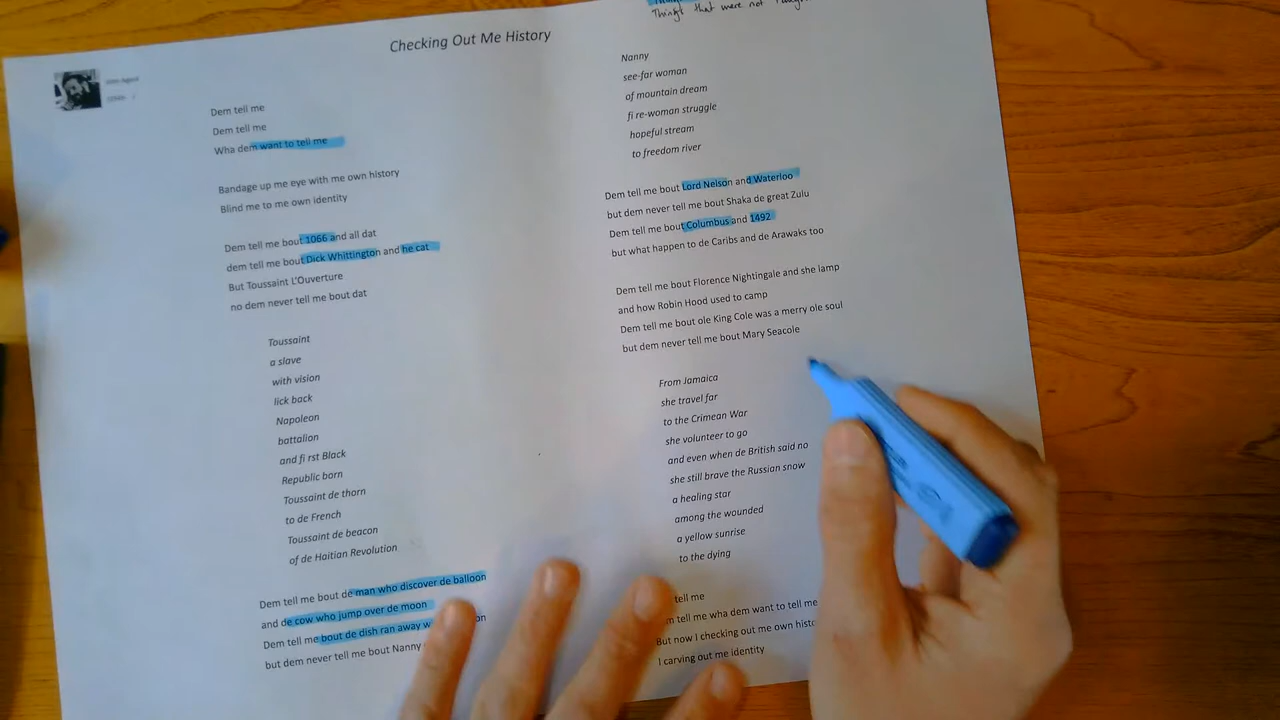 Checking Out Me History
Dem tell me
Dem tell me
Wha dem want to tell me
Bandage up me eye with me own history
Blind me to me own identity
Dem tell me bout 1066 and all dat
dem tell me bout Dick Whittington and he cat
But Toussaint L'Ouverture
no dem never tell me bout dat
Toussaint
a slave
with vision
lick back
Napoleon
battalion
and fi rst Black
Republic born
Toussaint de thorn
to de French
Toussaint de beacon
of de Haitian Revolution
Dem tell me bout de man who discover de balloon
and de cow who jump over de moon
Dem tell me bout de dish ran away w on
but dem never tell me bout Nanny
Things that were not
Nanny
see-far woman
of mountain dream
fi re-woman struggle
hopeful stream
to freedom river
Dem tell me bout Lord Nelson and Waterloo
but dem never tell me bout Shaka de great Zulu
Dem tell me bout Columbus and 1492
but what happen to de Caribs and de Arawaks too
Dem tell me bout Florence Nightingale and she lamp
and how Robin Hood used to camp
Dem tell me bout ole King Cole was a merry ole soul
but dem never tell me bout Mary Seacole
From Jamaica
she travel far
to the Crimean War
she volunteer to go
and even when de British said no
she still brave the Russian snow
a healing star
among the wounded
a yellow sunrise
to the dying
tell me
m tell me wha dem want to tell me
But now I checking out me own histo
I carving out me identity